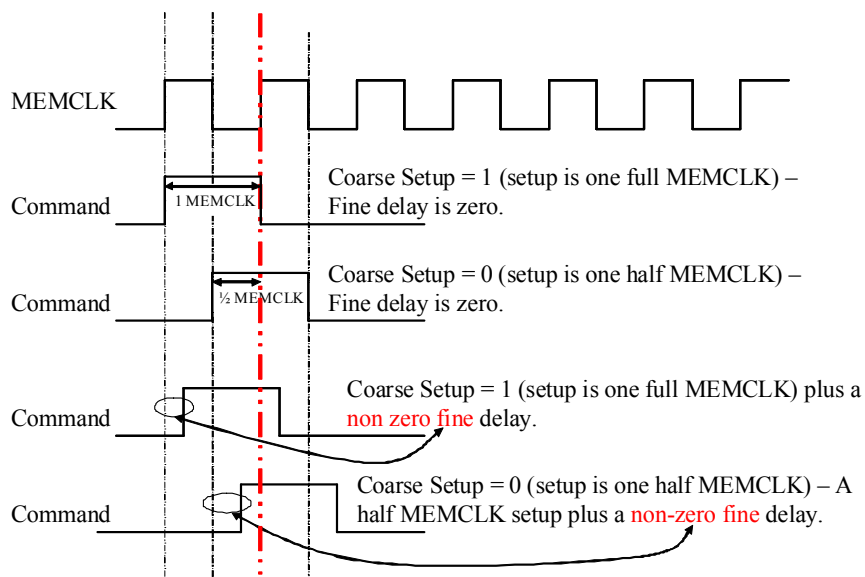 MEMCLK
Coarse Setup = 1 (setup is one full MEMCLK) –
Fine delay is zero.
1 MEMCLK
Command
Coarse Setup = 0 (setup is one half MEMCLK) –
Fine delay is zero.
½ MEMCLK
Command
Coarse Setup = 1 (setup is one full MEMCLK) plus a
non zero fine delay.
Command
Coarse Setup = 0 (setup is one half MEMCLK) – A
half MEMCLK setup plus a non-zero fine delay.
Command